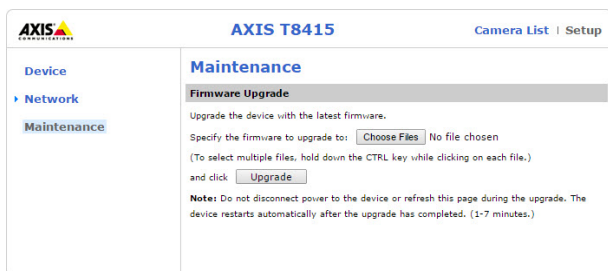 AXIS
COMMUNICATIONS
AXIS T8415
Camera List | Setup
Device
Network
Maintenance
Maintenance
Firmware Upgrade
Upgrade the device with the latest firmware.
Specify the firmware to upgrade to: Choose Files No file chosen
(To select multiple files, hold down the CTRL key while clicking on each file.)
and click Upgrade
Note: Do not disconnect power to the device or refresh this page during the upgrade. The
device restarts automatically after the upgrade has completed. (1-7 minutes.)